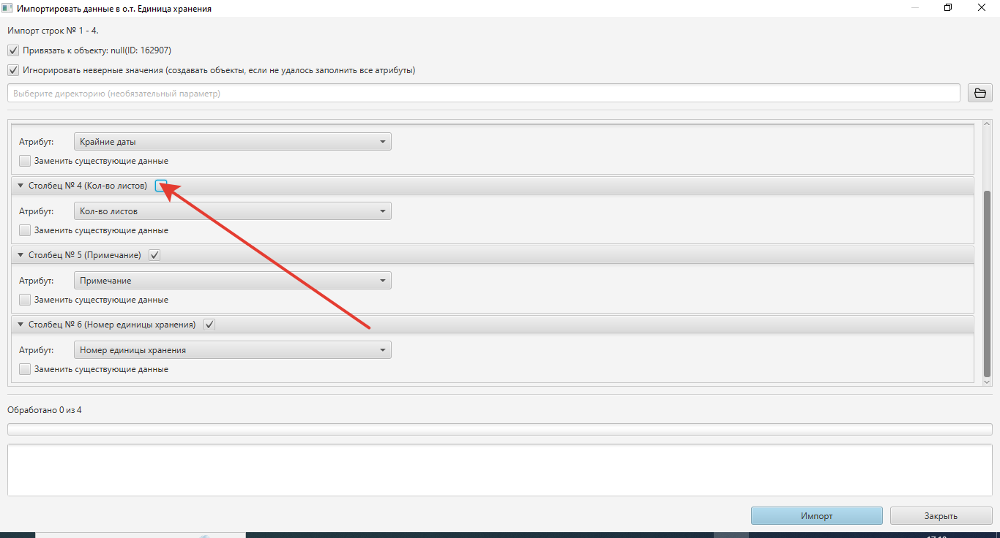 Импортировать данные в о.т. Единица хранения
Импорт строк № 1 - 4.
Привязать к объекту: null(ID: 162907)
Игнорировать неверные значения (создавать объекты, если не удалось заполнить все атрибуты)
Выберите директорию (необязательный параметр)
Атрибут: Крайние даты
Заменить существующие данные
Столбец № 4 (Кол-во листов)
Атрибут: Кол-во листов
Заменить существующие данные
Столбец № 5 (Примечание)
Атрибут: Примечание
Заменить существующие данные
Столбец № 6 (Номер единицы хранения)
Атрибут: Номер единицы хранения
Заменить существующие данные
Обработано 0 из 4
Импорт Закрыть